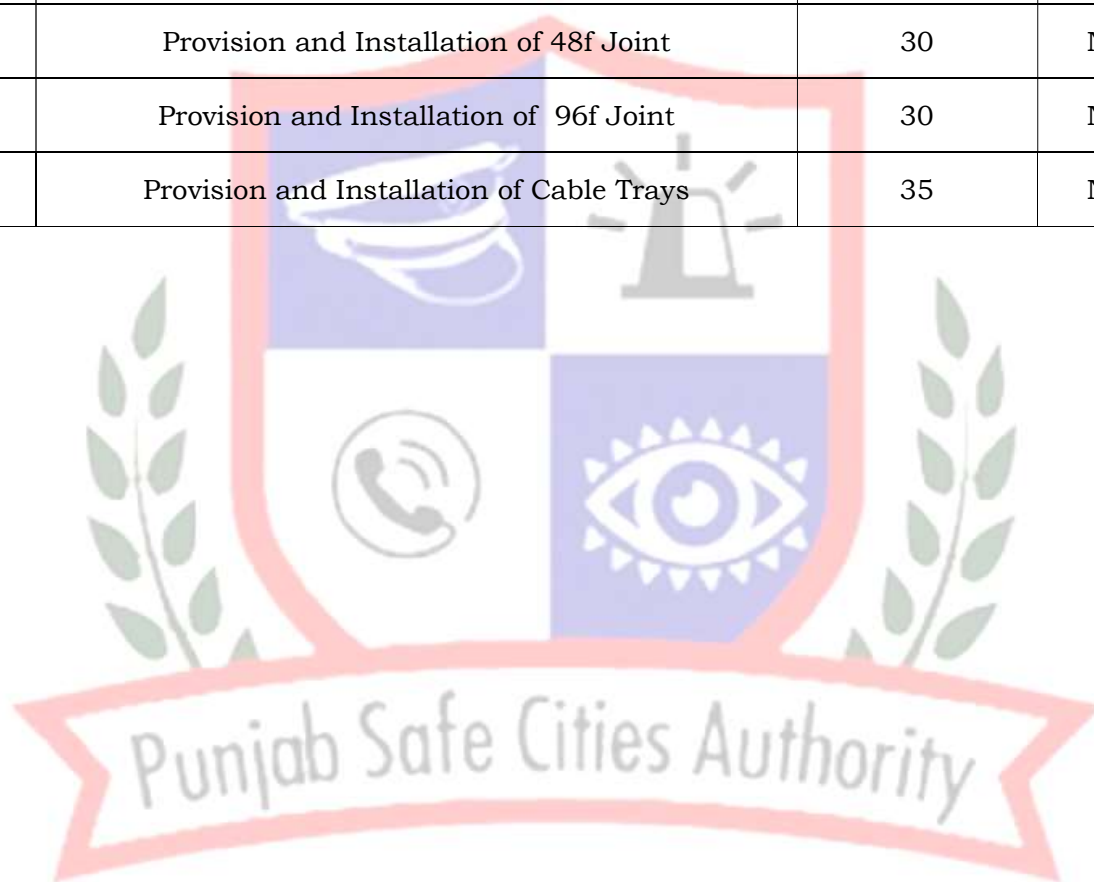 Provision and Installation of 48f Joint 30
Provision and Installation of 96f Joint 30
Provision and Installation of Cable Trays 35
Punjab Safe Cities Authority